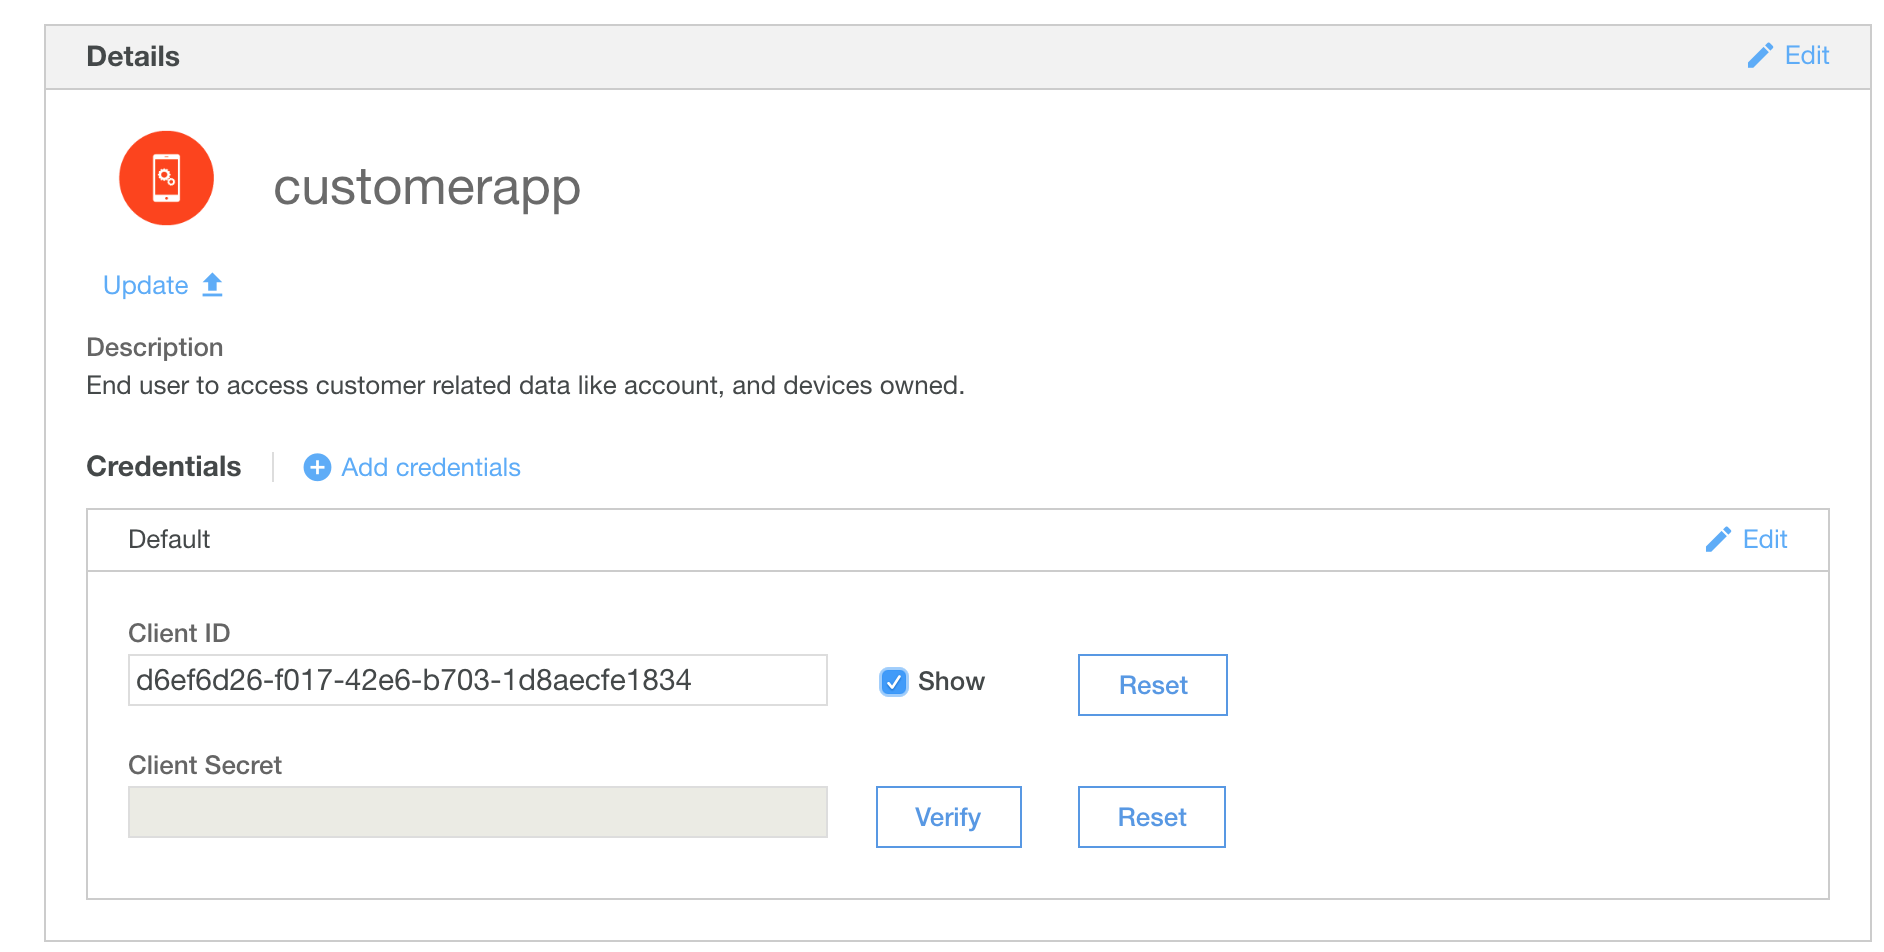 Details
Edit
customerapp
Update
Description
End user to access customer related data like account, and devices owned.
Credentials
Add credentials
Default
Edit
Client ID
d6ef6d26-f017-42e6-b703-1d8aecfe1834
Show
Reset
Client Secret
Verify
Reset